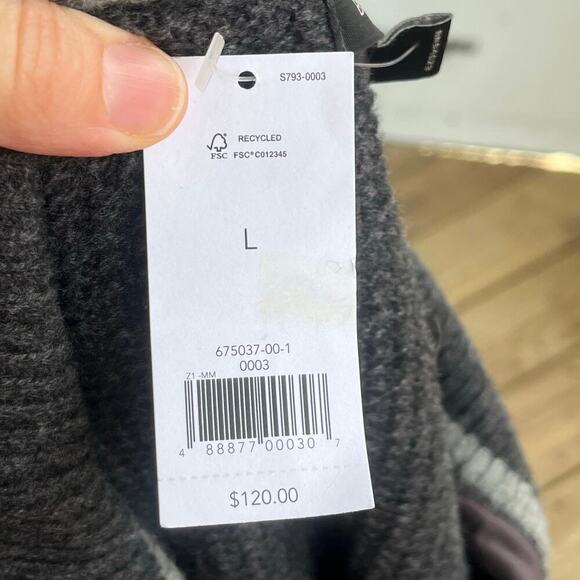 S793-0003
RECYCLED
FSC FSC® C012345
L
675037-00-1
0003
Z1 -MM
4 88877 00030 7
$120.00